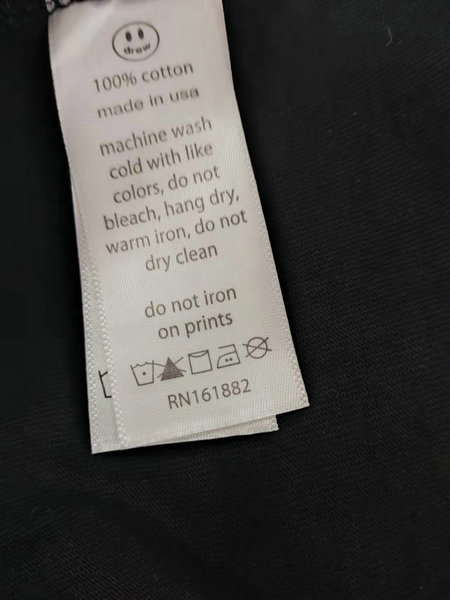 drew
100% cotton
made in usa
machine wash
cold with like
colors, do not
bleach, hang dry,
warm iron, do not
dry clean
do not iron
on prints
RN161882